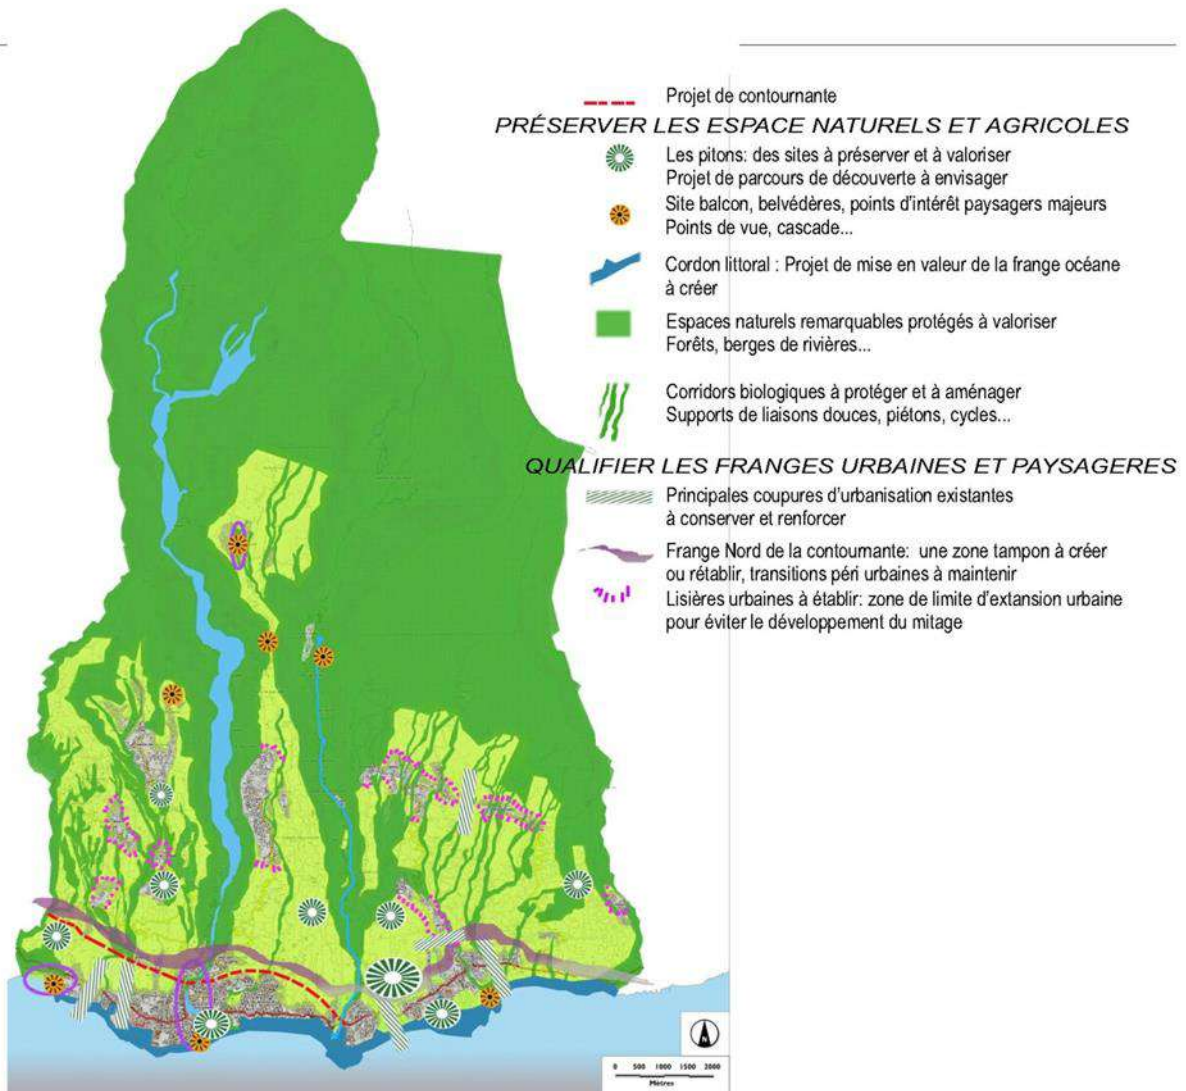 Projet de contournante
PRÉSERVER LES ESPACE NATURELS ET AGRICOLES
Les pitons: des sites à préserver et à valoriser
Projet de parcours de découverte à envisager
Site balcon, belvédères, points d'intérêt paysagers majeurs
Points de vue, cascade...
Cordon littoral : Projet de mise en valeur de la frange océane
à créer
Espaces naturels remarquables protégés à valoriser
Forêts, berges de rivières...
Corridors biologiques à protéger et à aménager
Supports de liaisons douces, piétons, cycles...
QUALIFIER LES FRANGES URBAINES ET PAYSAGERES
Principales coupures d'urbanisation existantes
à conserver et renforcer
Frange Nord de la contournante: une zone tampon à créer
ou rétablir, transitions péri urbaines à maintenir
Lisières urbaines à établir: zone de limite d'extansion urbaine
pour éviter le développement du mitage
N
0 500 1000 1500 2000
Mètres